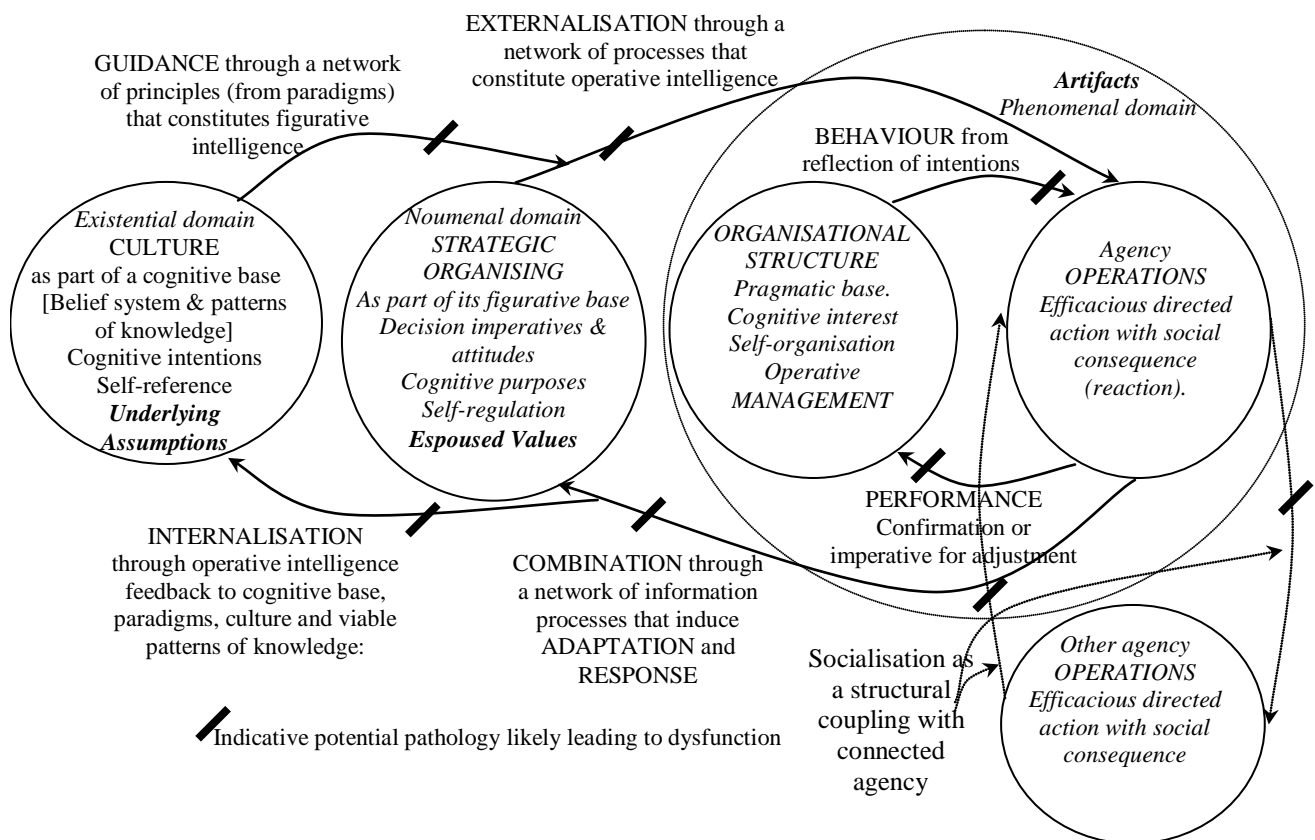 EXTERNALISATION through a
network of processes that
constitute operative intelligence
GUIDANCE through a network
of principles (from paradigms)
that constitutes figurative
intelligence
Artifacts
Phenomenal domain
BEHAVIOUR from
reflection of intentions
Existential domain
CULTURE
as part of a cognitive base
[Belief system & patterns
of knowledge]
Cognitive intentions
Self-reference
Underlying
Assumptions
Noumenal domain
STRATEGIC
ORGANISING
As part of its figurative base
Decision imperatives &
attitudes
Cognitive purposes
Self-regulation
Espoused Values
ORGANISATIONAL
STRUCTURE
Pragmatic base.
Cognitive interest
Self-organisation
Operative
MANAGEMENT
Agency
OPERATIONS
Efficacious directed
action with social
consequence
(reaction).
PERFORMANCE
Confirmation or
imperative for adjustment
INTERNALISATION
through operative intelligence
feedback to cognitive base,
paradigms, culture and viable
patterns of knowledge:
COMBINATION through
a network of information
processes that induce
ADAPTATION and
RESPONSE
Socialisation as
a structural
coupling with
connected
agency
Other agency
OPERATIONS
Efficacious directed
action with social
consequence
Indicative potential pathology likely leading to dysfunction